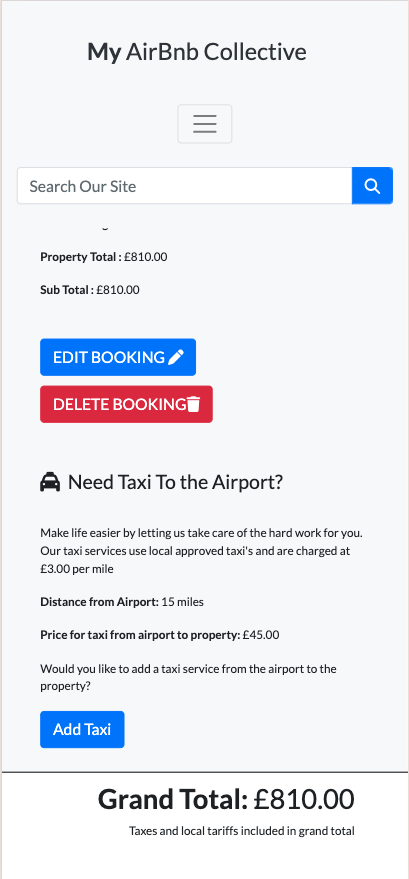 My AirBnb Collective
Search Our Site
Property Total : £810.00
Sub Total : £810.00
EDIT BOOKING
DELETE BOOKING
Need Taxi To the Airport?
Make life easier by letting us take care of the hard work for you.
Our taxi services use local approved taxi's and are charged at
£3.00 per mile
Distance from Airport: 15 miles
Price for taxi from airport to property: £45.00
Would you like to add a taxi service from the airport to the
property?
Add Taxi
Grand Total: £810.00
Taxes and local tariffs included in grand total